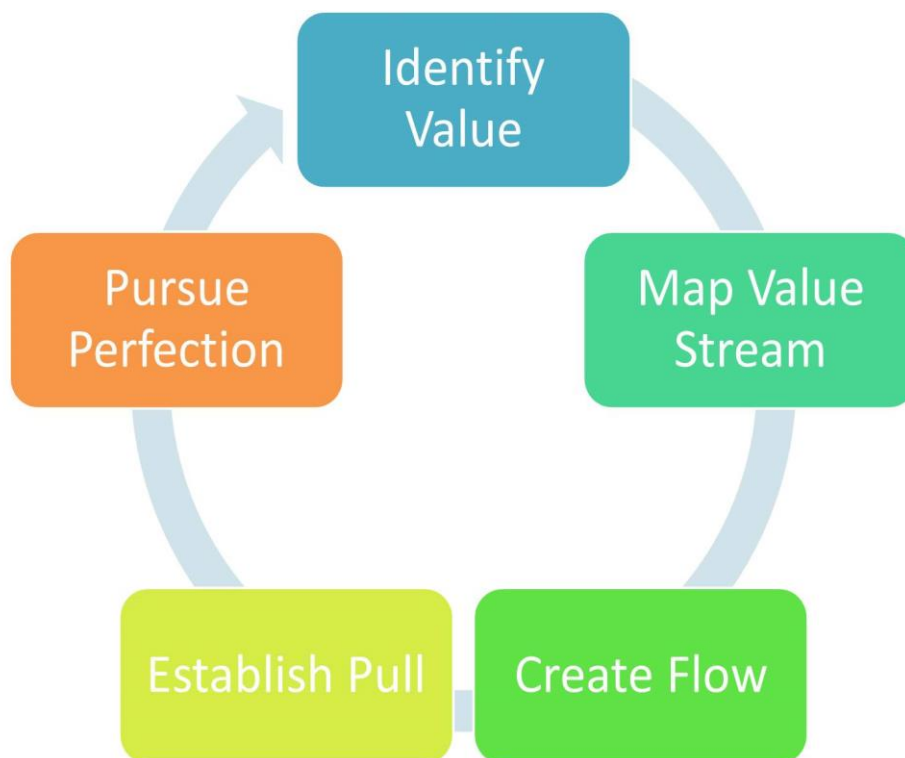 Identify
Value
Map Value
Stream
Create Flow
Establish Pull
Pursue
Perfection